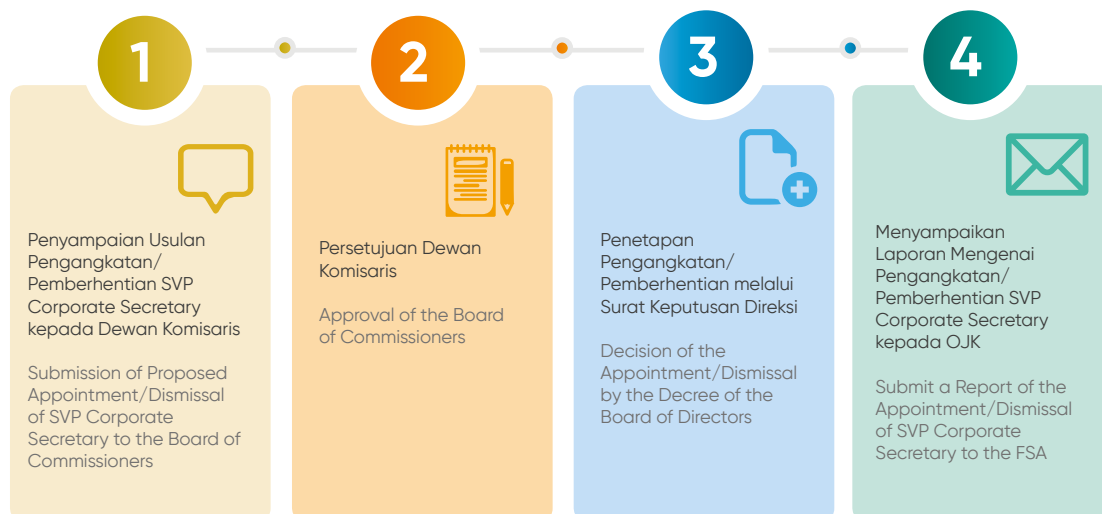 1
Penyampaian Usulan
Pengangkatan/
Pemberhentian SVP
Corporate Secretary
kepada Dewan Komisaris
Submission of Proposed
Appointment/Dismissal
of SVP Corporate
Secretary to the Board of
Commissioners
2
Persetujuan Dewan
Komisaris
Approval of the Board
of Commissioners
3
Penetapan
Pengangkatan/
Pemberhentian melalui
Surat Keputusan Direksi
Decision of the
Appointment/Dismissal
by the Decree of the
Board of Directors
4
Menyampaikan
Laporan Mengenai
Pengangkatan/
Pemberhentian SVP
Corporate Secretary
kepada OJK
Submit a Report of the
Appointment/Dismissal
of SVP Corporate
Secretary to the FSA